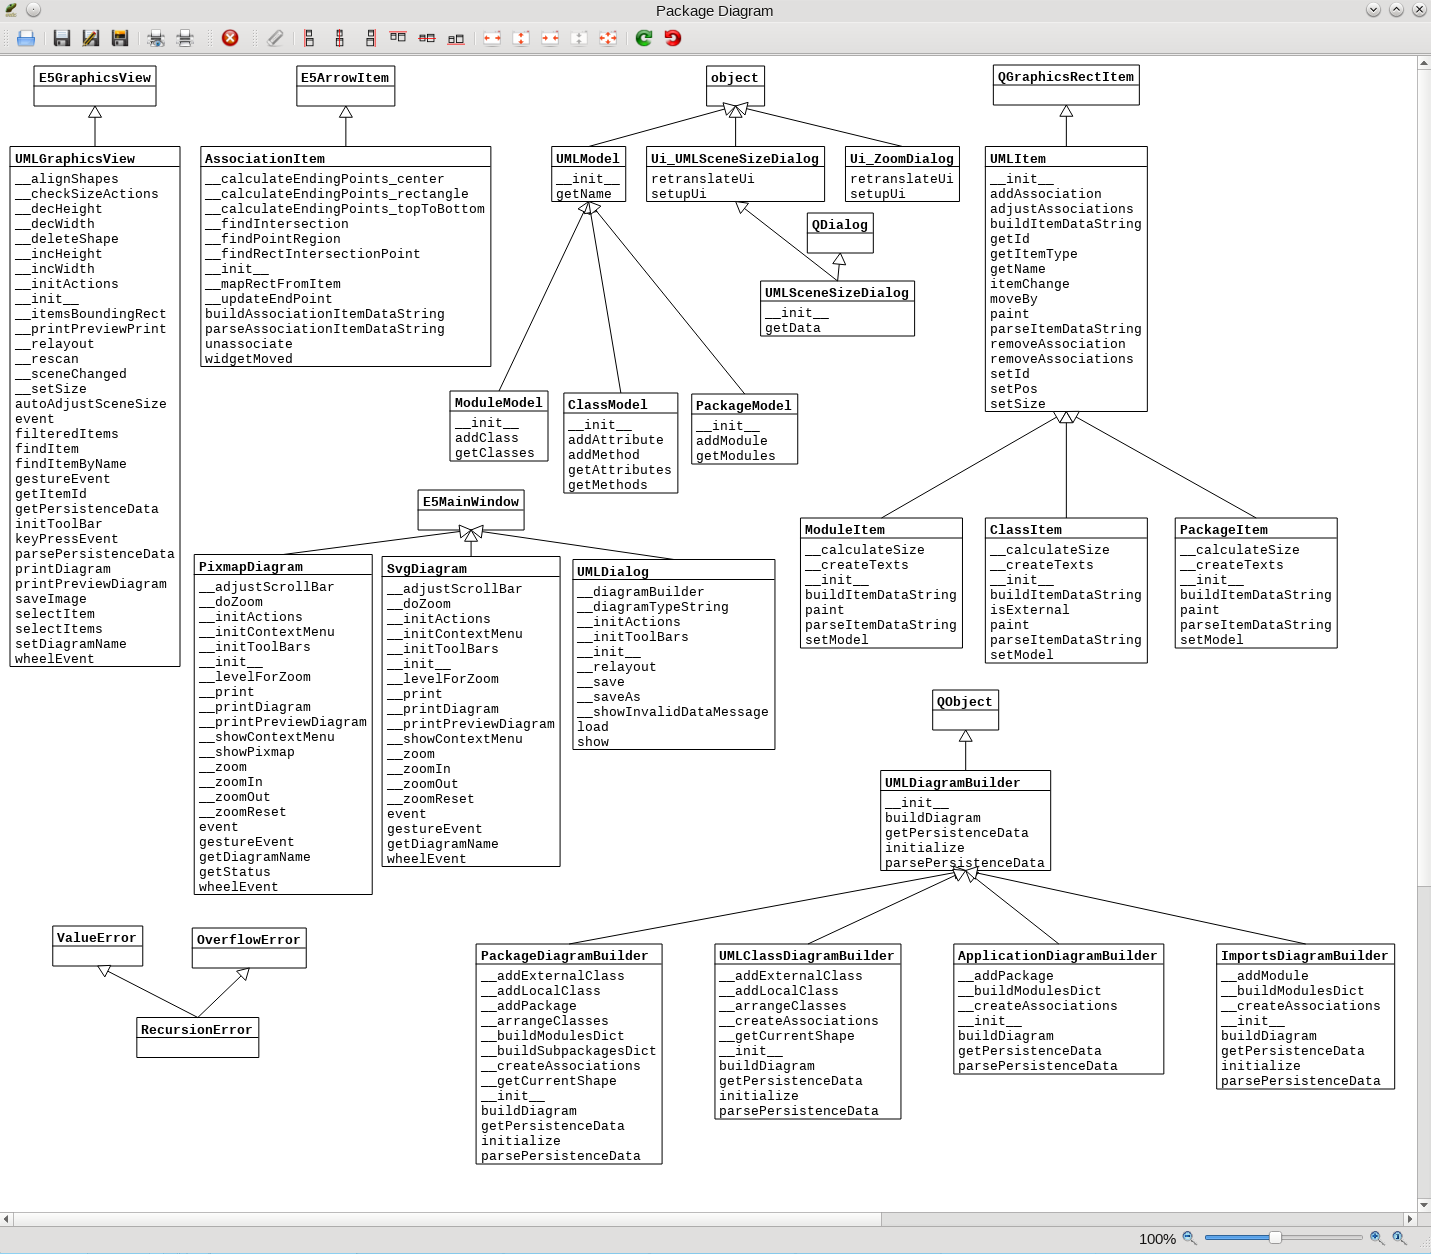 Package Diagram
E5GraphicsView
UMLGraphicsView
__alignShapes
__checkSizeActions
__decHeight
__decWidth
__deleteShape
__incHeight
__incWidth
__initActions
__init__
__itemsBoundingRect
__printPreviewPrint
__relayout
__rescan
__sceneChanged
__setSize
autoAdjustSceneSize
event
filteredItems
findItem
findItemByName
gestureEvent
getItemId
getPersistenceData
initToolBar
keyPressEvent
parsePersistenceData
printDiagram
printPreviewDiagram
saveImage
selectItem
selectItems
setDiagramName
wheelEvent
E5ArrowItem
AssociationItem
__calculateEndingPoints_center
__calculateEndingPoints_rectangle
__calculateEndingPoints_topToBottom
__findIntersection
__findPointRegion
__findRectIntersectionPoint
__init__
__mapRectFromItem
__updateEndPoint
buildAssociationItemDataString
parseAssociationItemDataString
unassociate
widgetMoved
object
UMLModel
__init__
getName
Ui_UMLSceneSizeDialog
retranslateUi
setupUi
Ui_ZoomDialog
retranslateUi
setupUi
QDialog
UMLSceneSizeDialog
__init__
getData
ModuleModel
__init__
addClass
getClasses
ClassModel
__init__
addAttribute
addMethod
getAttributes
getMethods
PackageModel
__init__
addModule
getModules
QGraphicsRectItem
UMLItem
__init__
addAssociation
adjustAssociations
buildItemDataString
getId
getItemType
getName
itemChange
moveBy
paint
parseItemDataString
removeAssociation
removeAssociations
setId
setPos
setSize
ModuleItem
__calculateSize
__createTexts
__init__
buildItemDataString
paint
parseItemDataString
setModel
ClassItem
__calculateSize
__createTexts
__init__
buildItemDataString
isExternal
paint
parseItemDataString
setModel
PackageItem
__calculateSize
__createTexts
__init__
buildItemDataString
paint
parseItemDataString
setModel
E5MainWindow
PixmapDiagram
__adjustScrollBar
__doZoom
__initActions
__initContextMenu
__initToolBars
__init__
__levelForZoom
__print
__printDiagram
__printPreviewDiagram
__showContextMenu
__showPixmap
__zoom
__zoomIn
__zoomOut
__zoomReset
event
gestureEvent
getDiagramName
getStatus
wheelEvent
SvgDiagram
__adjustScrollBar
__doZoom
__initActions
__initContextMenu
__initToolBars
__init__
__levelForZoom
__print
__printDiagram
__printPreviewDiagram
__showContextMenu
__zoom
__zoomIn
__zoomOut
__zoomReset
event
gestureEvent
getDiagramName
wheelEvent
UMLDialog
__diagramBuilder
__diagramTypeString
__initActions
__initToolBars
__init__
__relayout
__save
__saveAs
__showInvalidDataMessage
load
show
QObject
UMLDiagramBuilder
__init__
buildDiagram
getPersistenceData
initialize
parsePersistenceData
ValueError
OverflowError
RecursionError
PackageDiagramBuilder
__addExternalClass
__addLocalClass
__addPackage
__arrangeClasses
__buildModulesDict
__buildSubpackagesDict
__createAssociations
__getCurrentShape
__init__
buildDiagram
getPersistenceData
initialize
parsePersistenceData
UMLClassDiagramBuilder
__addExternalClass
__addLocalClass
__arrangeClasses
__createAssociations
__getCurrentShape
__init__
buildDiagram
getPersistenceData
initialize
parsePersistenceData
ApplicationDiagramBuilder
__addPackage
__buildModulesDict
__createAssociations
__init__
buildDiagram
getPersistenceData
parsePersistenceData
ImportsDiagramBuilder
__addModule
__buildModulesDict
__createAssociations
__init__
buildDiagram
getPersistenceData
initialize
parsePersistenceData
100%